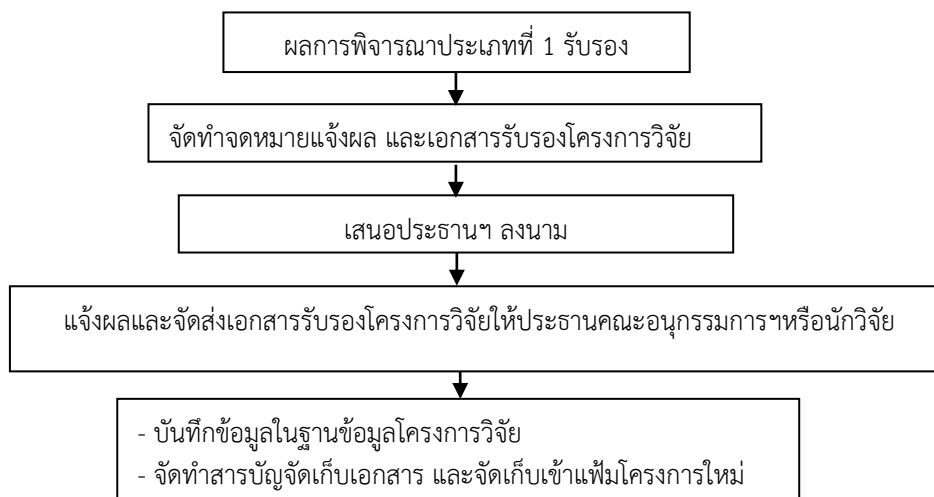 ผลการพิจารณาประเภทที่ 1 รับรอง
จัดทำจดหมายแจ้งผล และเอกสารรับรองโครงการวิจัย
เสนอประธานฯ ลงนาม
แจ้งผลและจัดส่งเอกสารรับรองโครงการวิจัยให้ประธานคณะอนุกรรมการฯหรือนักวิจัย
- บันทึกข้อมูลในฐานข้อมูลโครงการวิจัย
- จัดทำสารบัญจัดเก็บเอกสาร และจัดเก็บเข้าแฟ้มโครงการใหม่